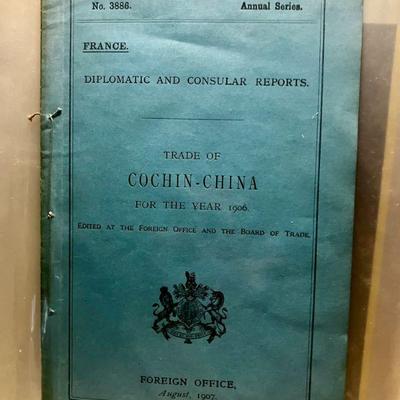 No. 3886. Annual Series.
FRANCE.
DIPLOMATIC AND CONSULAR REPORTS.
TRADE OF
COCHIN-CHINA
FOR THE YEAR 1906.
EDITED AT THE FOREIGN OFFICE AND THE BOARD OF TRADE.
FOREIGN OFFICE,
August, 1907.